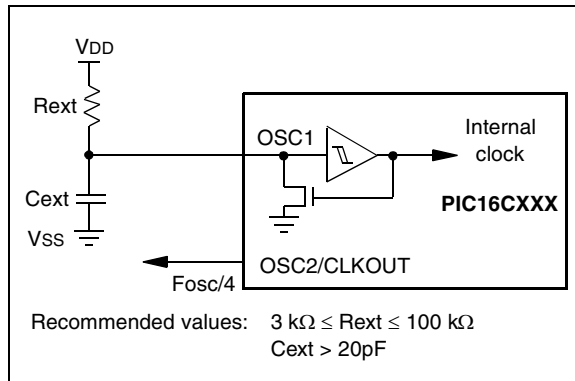 VDD
Rext
OSC1
Internal
clock
Cext
PIC16CXXX
VSS
OSC2/CLKOUT
Fosc/4
Recommended values: 3 kΩ ≤ Rext ≤ 100 kΩ
Cext > 20pF